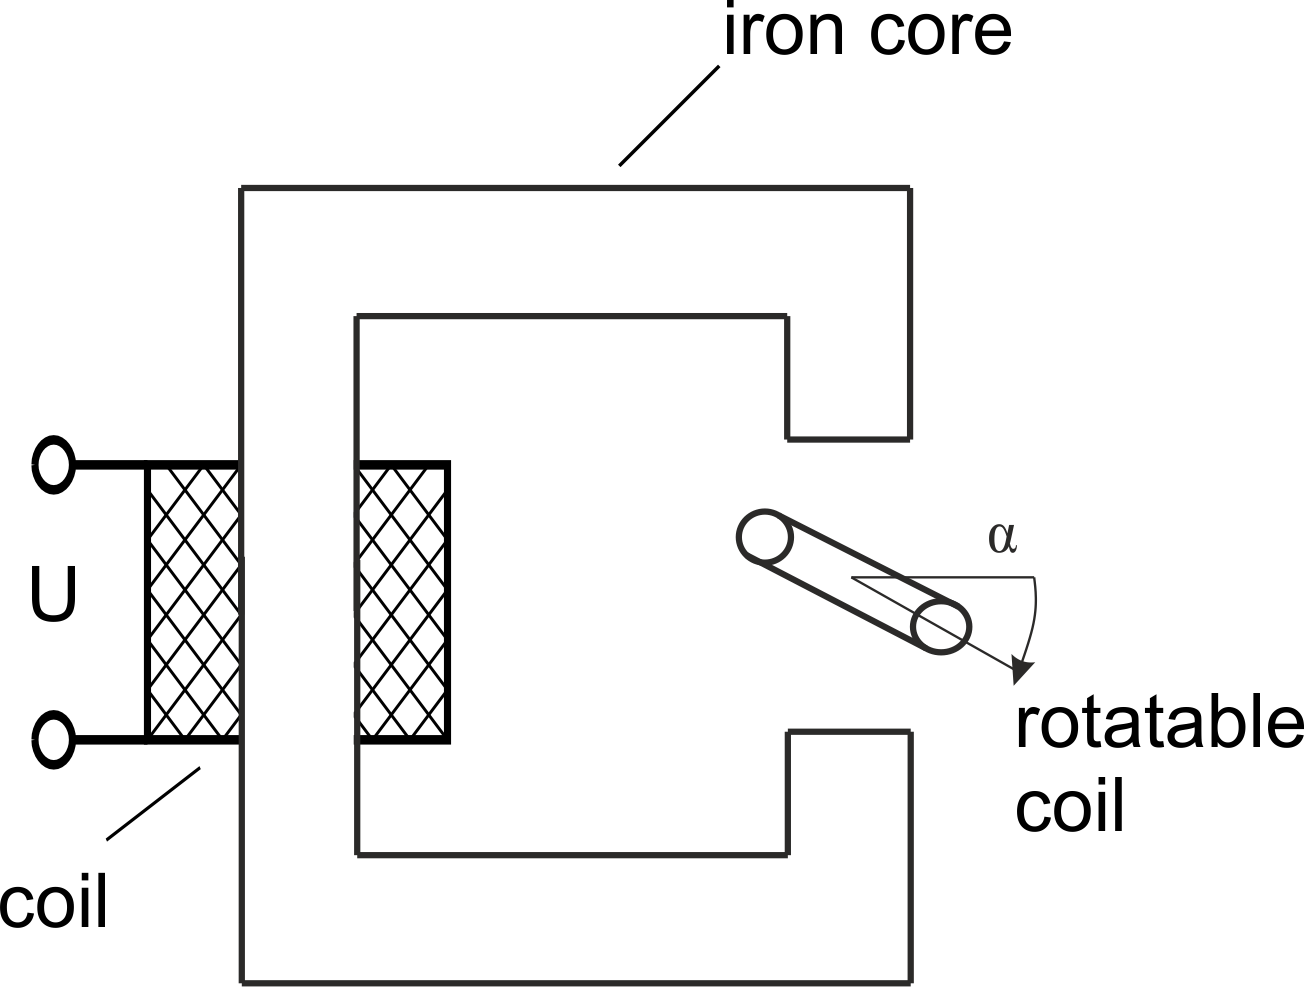 iron core
α
U
rotatable
coil
coil